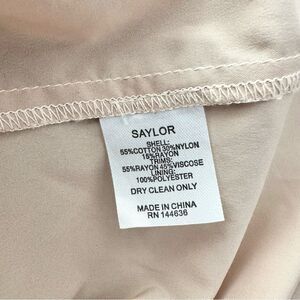 SAYLOR
SHELL:
55%COTTON 30%NYLON
15%RAYON
TRIMS:
55%RAYON 45%VISCOSE
LINING:
100%POLYESTER
DRY CLEAN ONLY
MADE IN CHINA
RN 144636